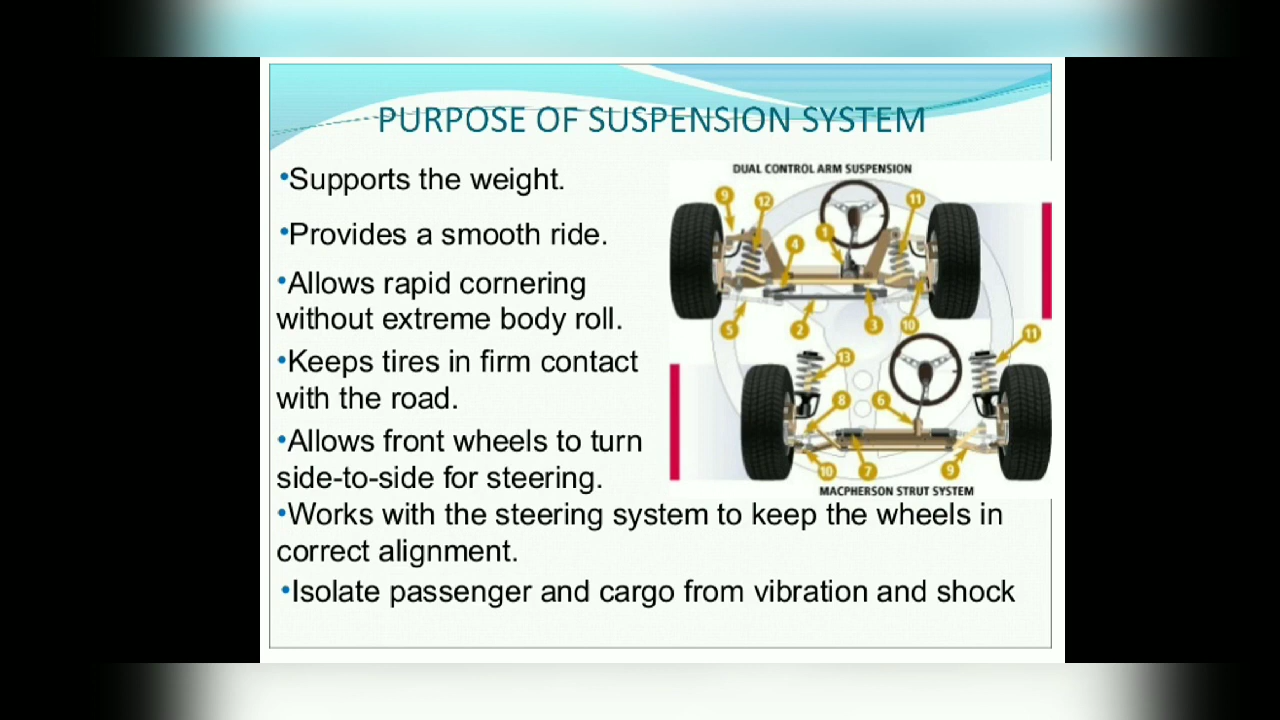 PURPOSE OF SUSPENSION SYSTEM
•Supports the weight.
•Provides a smooth ride.
•Allows rapid cornering
without extreme body roll.
•Keeps tires in firm contact
with the road.
•Allows front wheels to turn
side-to-side for steering.
•Works with the steering system to keep the wheels in
correct alignment.
•Isolate passenger and cargo from vibration and shock
DUAL CONTROL ARM SUSPENSION
9
12
11
4
1
5
2
3
10
11
13
8
6
10
7
9
MACPHERSON STRUT SYSTEM